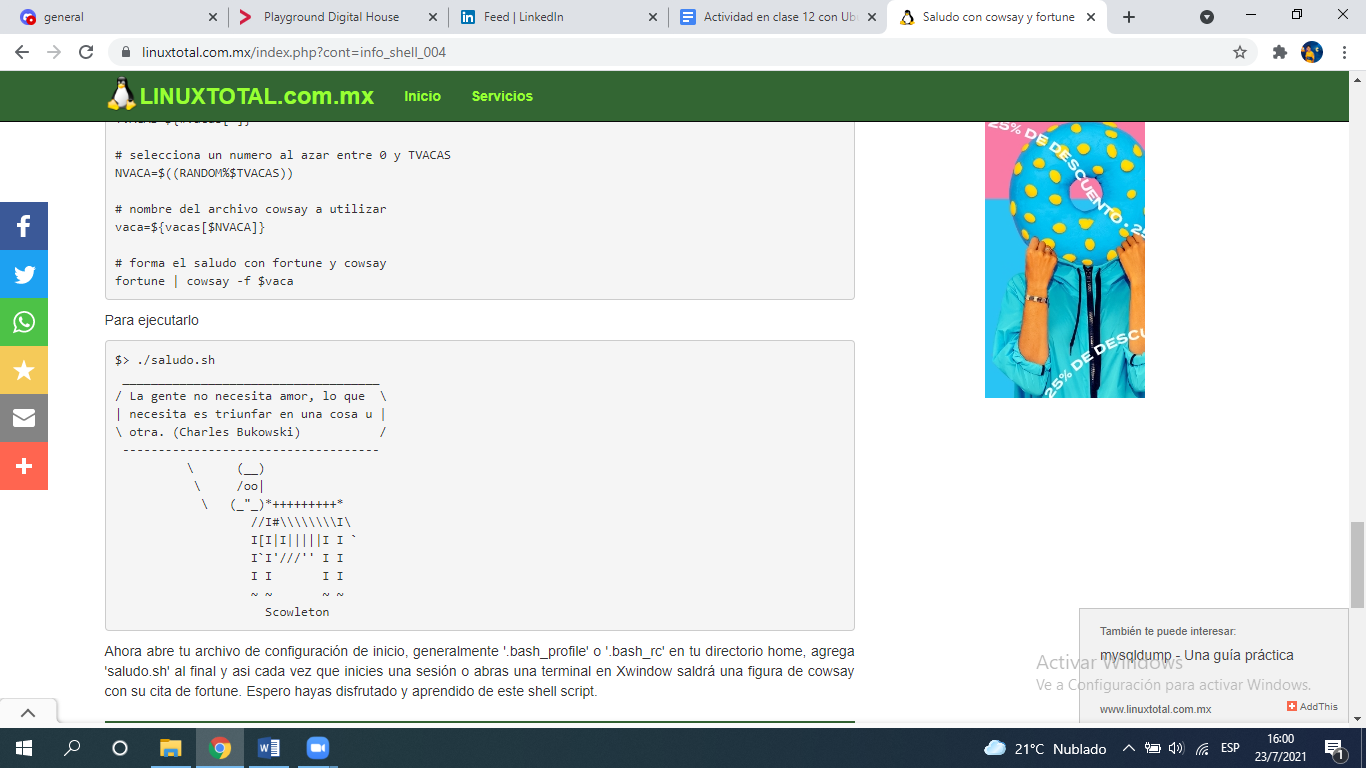 general
Playground Digital House
Feed | LinkedIn
Actividad en clase 12 con Ub
Saludo con cowsay y fortune
linuxtotal.com.mx/index.php?cont=info_shell_004
LINUXTOTAL.com.mx
Inicio
Servicios
# selecciona un numero al azar entre 0 y TVACAS
NVACA=$((RANDOM%$TVACAS))
# nombre del archivo cowsay a utilizar
vaca=${vacas[$NVACA]}
# forma el saludo con fortune y cowsay
fortune | cowsay -f $vaca
Para ejecutarlo
$> ./saludo.sh
 ____________________________________
/ La gente no necesita amor, lo que  \
| necesita es triunfar en una cosa u |
\ otra. (Charles Bukowski)           /
 ------------------------------------
          \      (__)
           \     /oo|
            \   (_"_)*+++++++++*
                   //I#\\\\\\\\I\
                   I[I|I|||||I I `
                   I`I'///'' I I
                   I I       I I
                   ~ ~       ~ ~
                     Scowleton
Ahora abre tu archivo de configuración de inicio, generalmente '.bash_profile' o '.bash_rc' en tu directorio home, agrega
'saludo.sh' al final y asi cada vez que inicies una sesión o abras una terminal en Xwindow saldrá una figura de cowsay
con su cita de fortune. Espero hayas disfrutado y aprendido de este shell script.
25% DE DESCUENTO • 25
25% DE DESCU
También te puede interesar:
mysqldump - Una guía práctica
www.linuxtotal.com.mx
AddThis
Activar Windows
Ve a Configuración para activar Windows.
21°C Nublado
ESP
16:00
23/7/2021
1